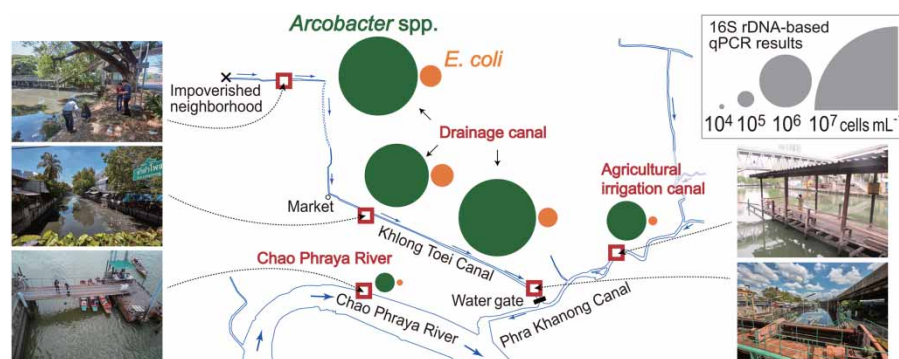 Arcobacter spp.
E. coli
16S rDNA-based
qPCR results
10⁴ 10⁵ 10⁶ 10⁷ cells mL⁻¹
Impoverished
neighborhood
Drainage canal
Agricultural
irrigation canal
Market
Khlong Toei Canal
Chao Phraya River
Water gate
Phra Khanong Canal
Chao Phraya River